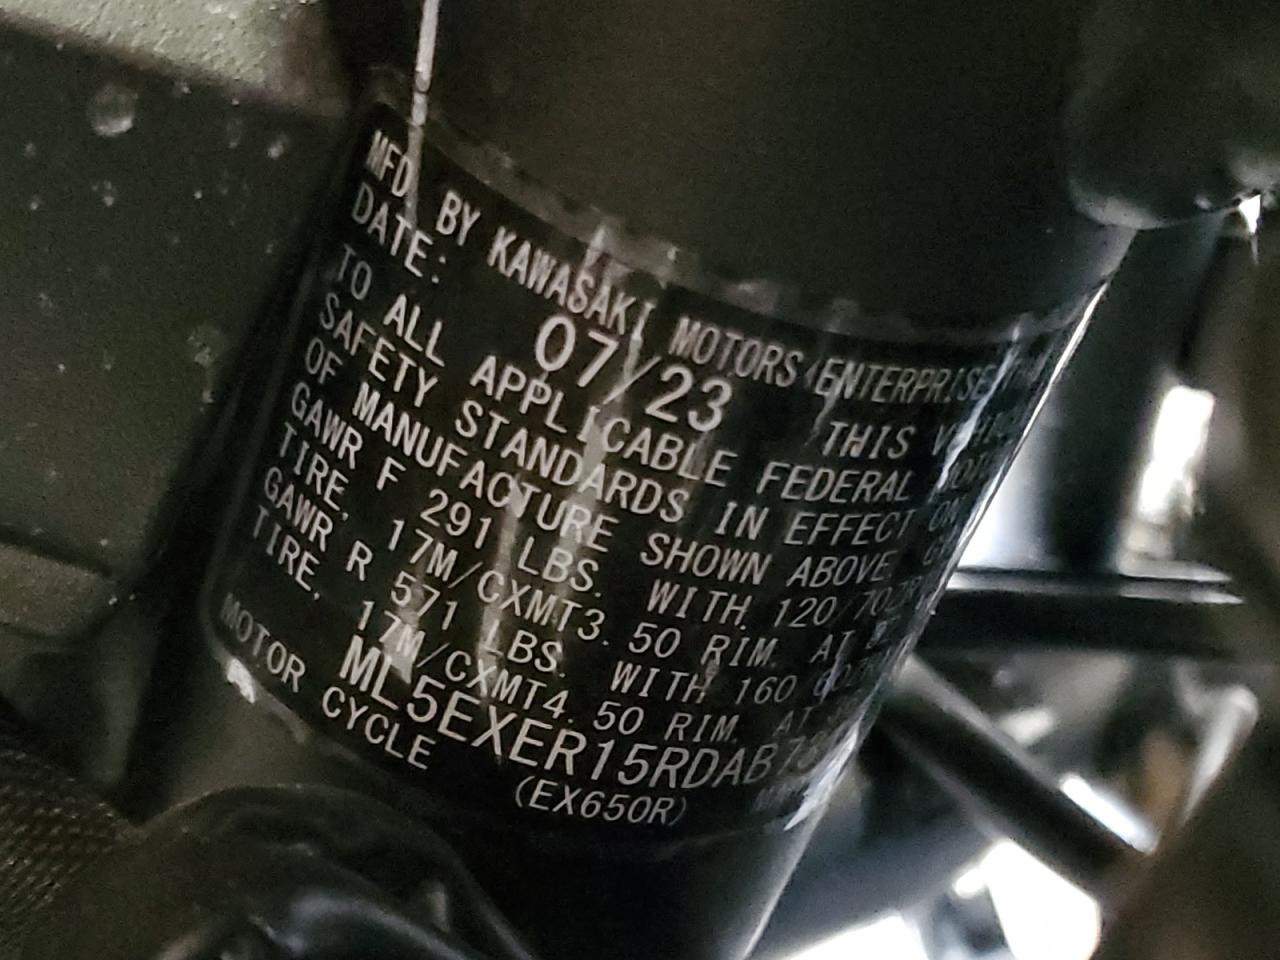 MFD. BY KAWASAKI MOTORS ENTERPRISE
DATE: 07/23 THIS
TO ALL APPLICABLE FEDERAL
SAFETY STANDARDS IN EFFECT ON
OF MANUFACTURE SHOWN ABOVE.
GAWR F 291 LBS. WITH 120/70ZR
TIRE, 17M/CXMT3.50 RIM. AT
GAWR R 571 LBS. WITH 160
TIRE, 17M/CXMT4.50 RIM. AT
ML5EXER15RDAB7
MOTOR CYCLE (EX650R)